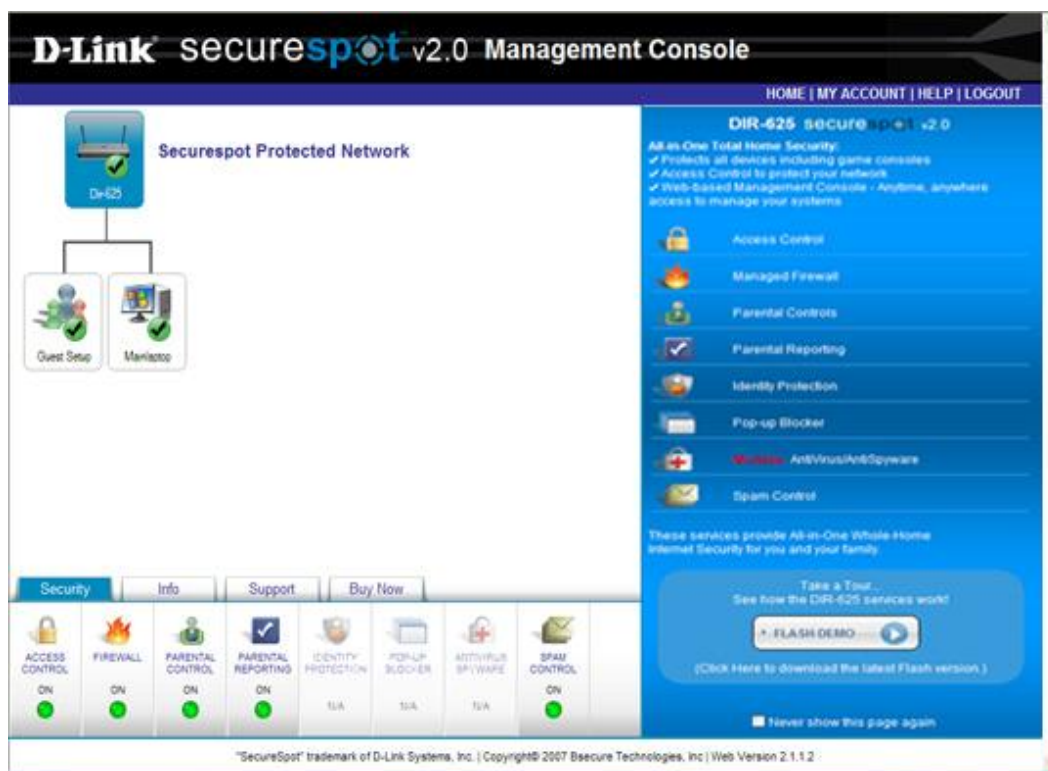 D-Link securespot v2.0 Management Console
HOME | MY ACCOUNT | HELP | LOGOUT
Securespot Protected Network
Dir-625
Guest Setup
DIR-625 securespot v2.0
All-in-One Total Home Security:
Protects all devices including game consoles
Access Control to protect your network
Web-based Management Console - Anytime, anywhere
access to manage your systems
Access Control
Managed Firewall
Parental Controls
Parental Reporting
Identity Protection
Pop-up Blocker
AntiVirus/AntiSpyware
Spam Control
These services provide All-in-One Whole-Home
Internet Security for you and your family.
Take a Tour...
See how the DIR-625 services work!
FLASH DEMO
(Click Here to download the latest Flash version.)
Never show this page again
Security Info Support Buy Now
ACCESS CONTROL
ON
FIREWALL
ON
PARENTAL CONTROL
ON
PARENTAL REPORTING
ON
IDENTITY PROTECTION
N/A
POP-UP BLOCKER
N/A
ANTIVIRUS SPYWARE
N/A
SPAM CONTROL
ON
"SecureSpot" trademark of D-Link Systems, Inc. | Copyright© 2007 Bsecure Technologies, Inc | Web Version 2.1.1.2